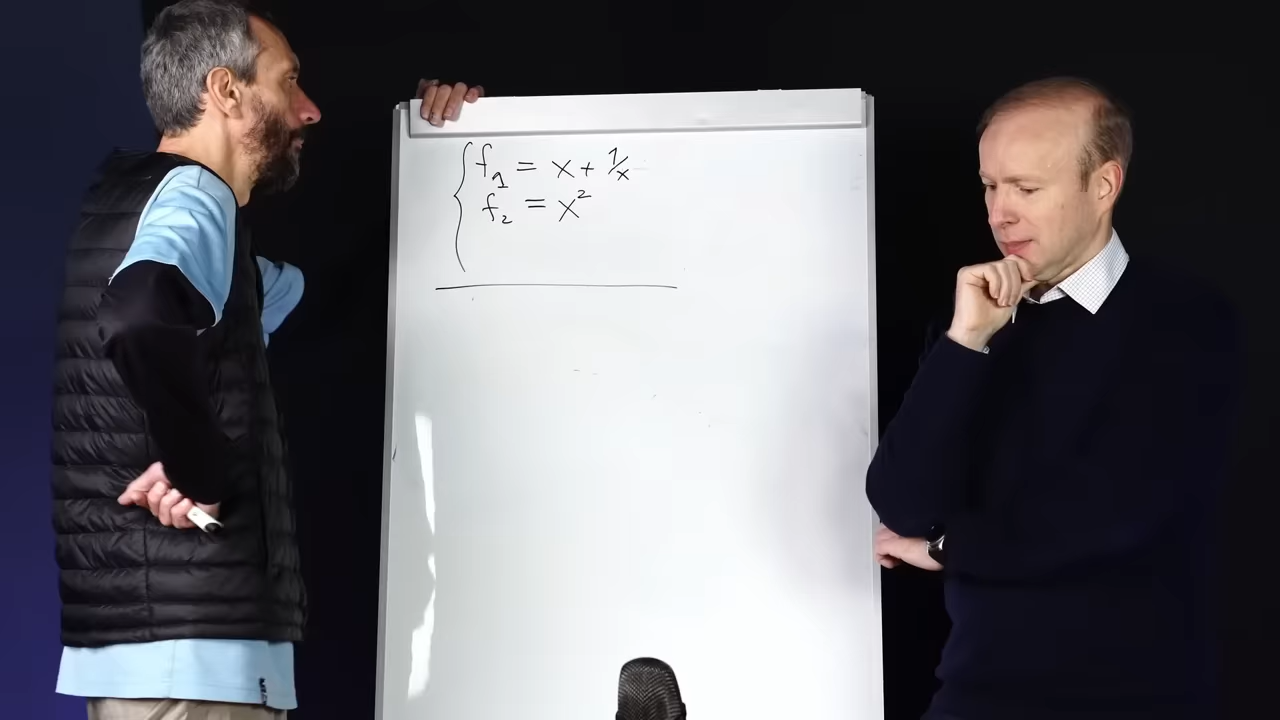 f₁ = x + 1/x
f₂ = x²